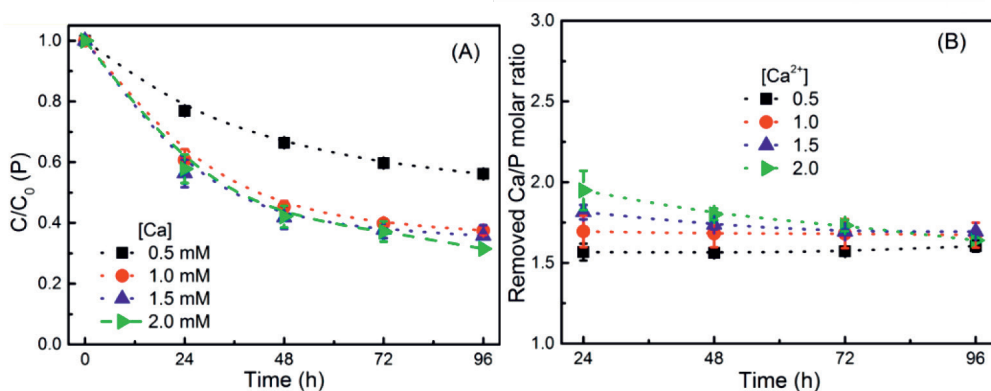 (A)
1.0
0.8
0.6
0.4
0.2
0.0
C/C₀ (P)
[Ca]
0.5 mM
1.0 mM
1.5 mM
2.0 mM
0 24 48 72 96
Time (h)
(B)
3.0
2.5
2.0
1.5
1.0
Removed Ca/P molar ratio
[Ca²⁺]
0.5
1.0
1.5
2.0
24 48 72 96
Time (h)